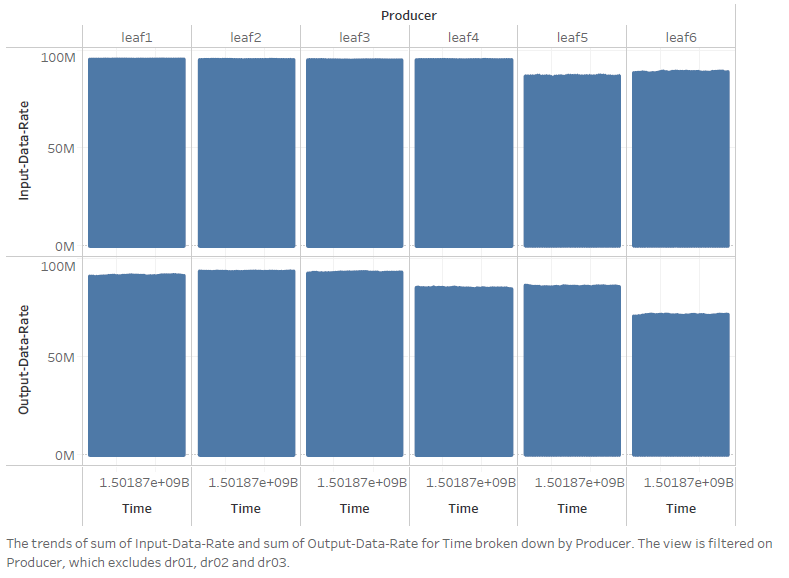 Producer
leaf1 leaf2 leaf3 leaf4 leaf5 leaf6
100M
Input-Data-Rate
50M
0M
100M
Output-Data-Rate
50M
0M
1.50187e+09B 1.50187e+09B 1.50187e+09B 1.50187e+09B 1.50187e+09B 1.50187e+09B
Time Time Time Time Time Time
The trends of sum of Input-Data-Rate and sum of Output-Data-Rate for Time broken down by Producer. The view is filtered on
Producer, which excludes dr01, dr02 and dr03.